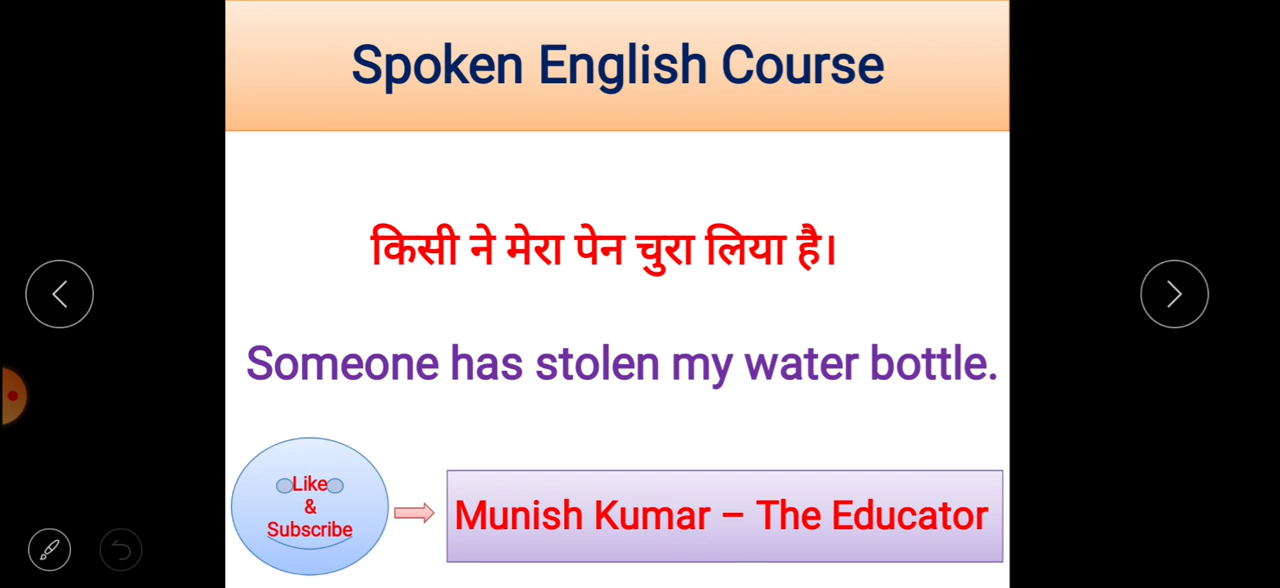 Spoken English Course
किसी ने मेरा पेन चुरा लिया है।
Someone has stolen my water bottle.
Like
&
Subscribe
Munish Kumar – The Educator